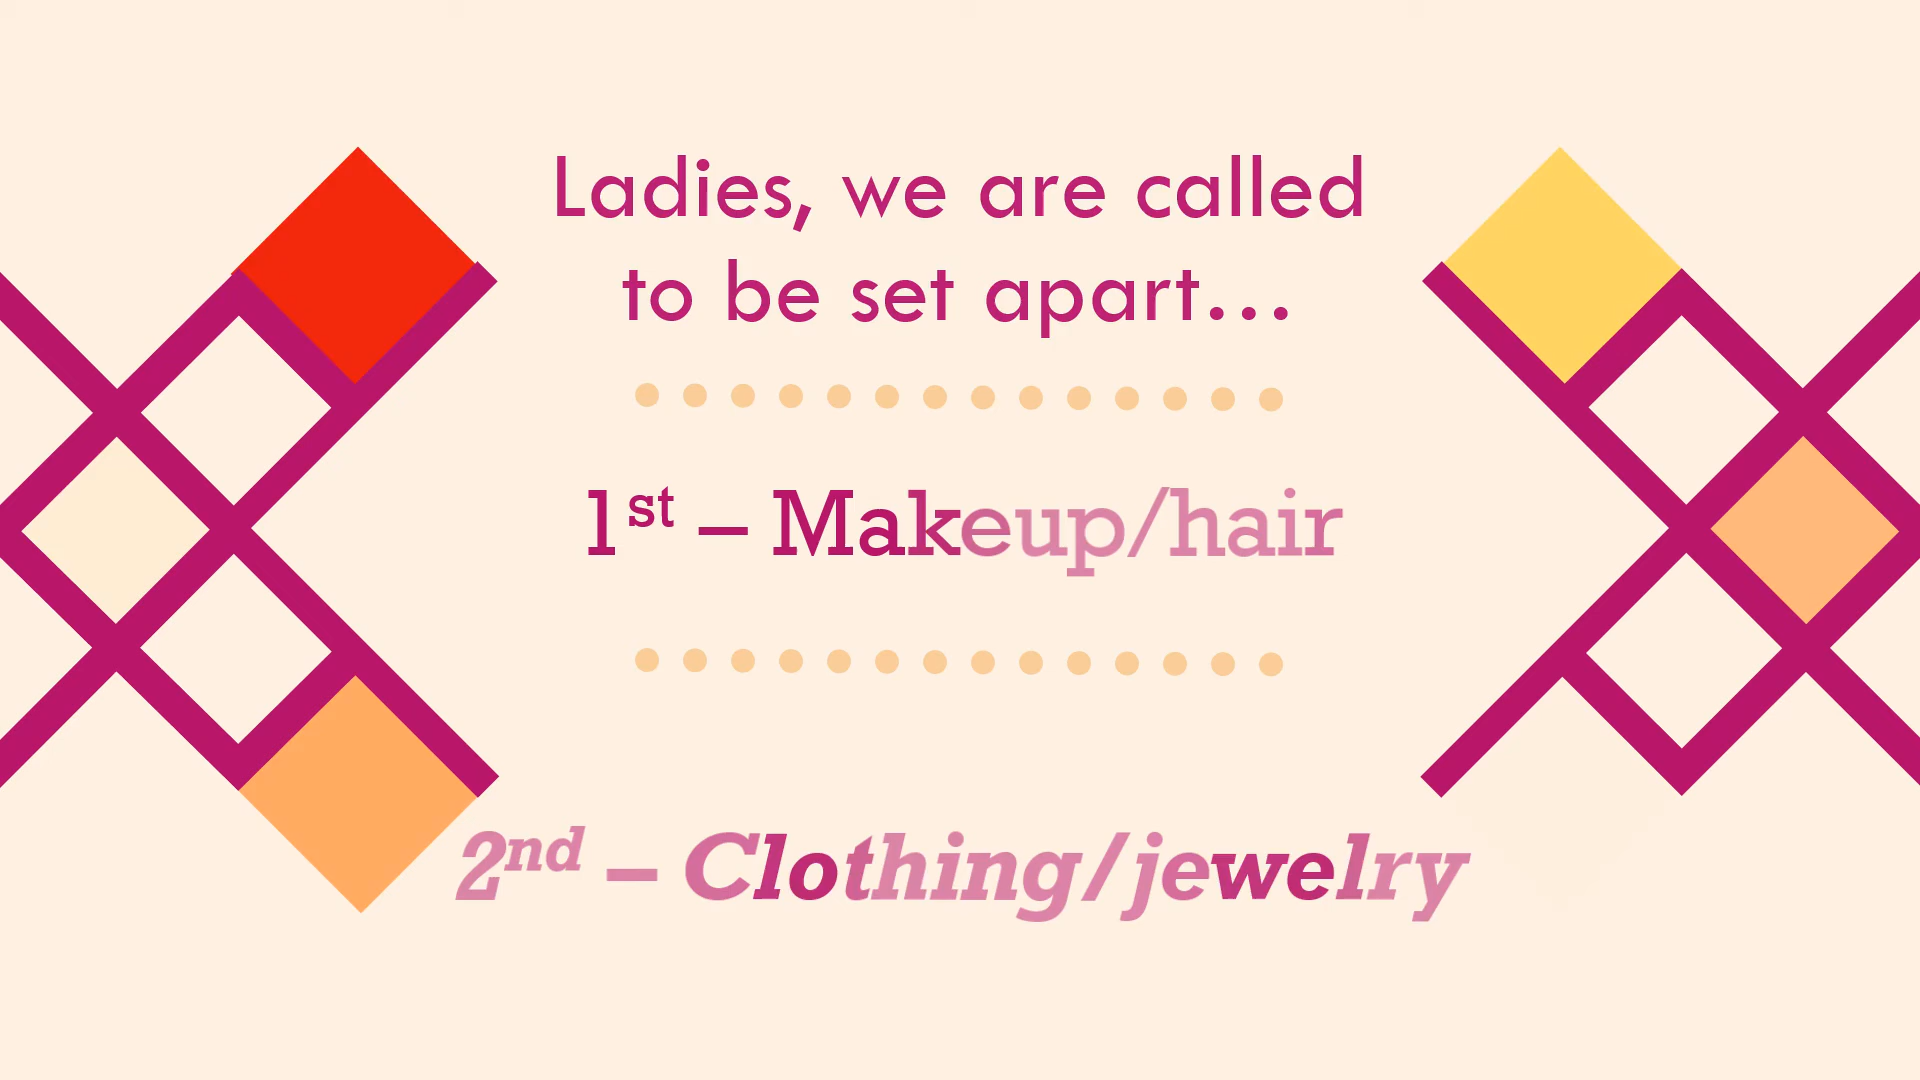 Ladies, we are called
to be set apart...
1st – Makeup/hair
2nd – Clothing/jewelry